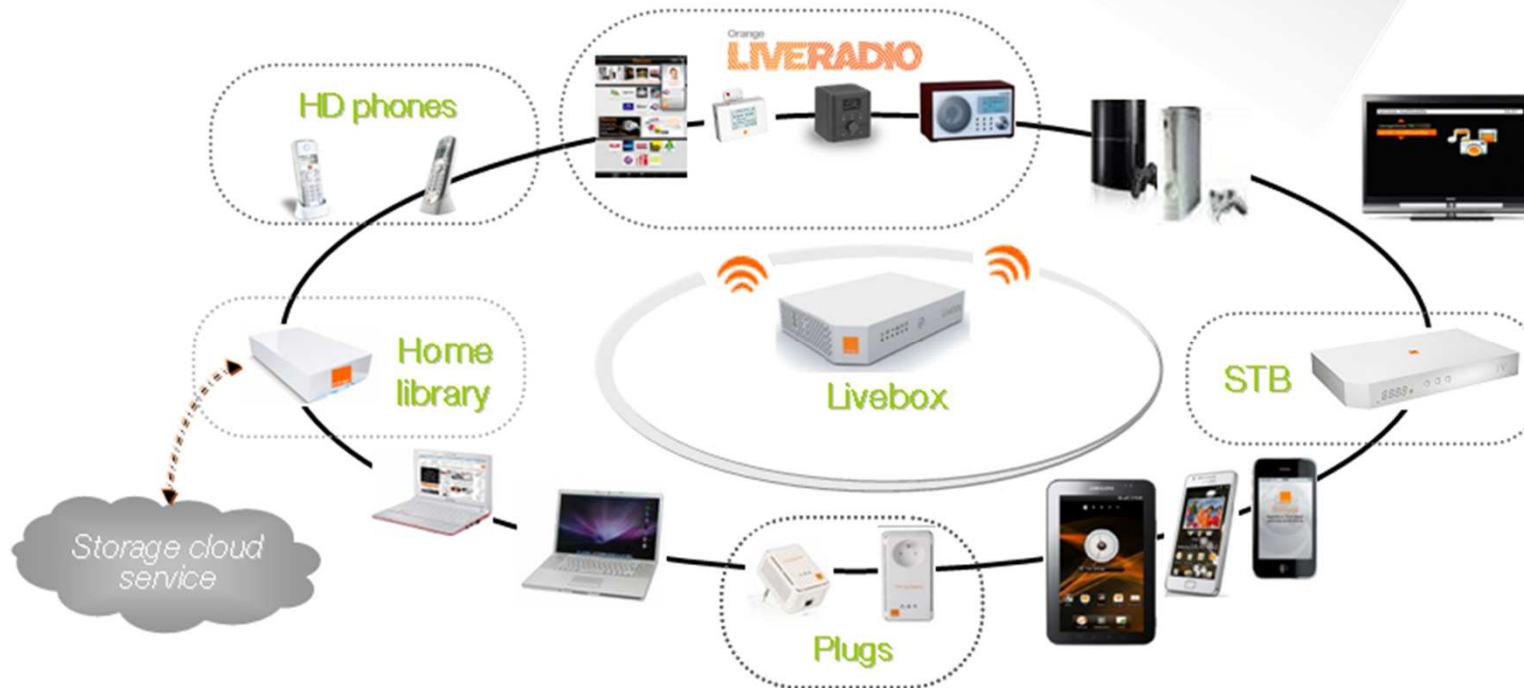 Orange
LIVERADIO
HD phones
Home
library
Livebox
STB
Storage cloud
service
Plugs